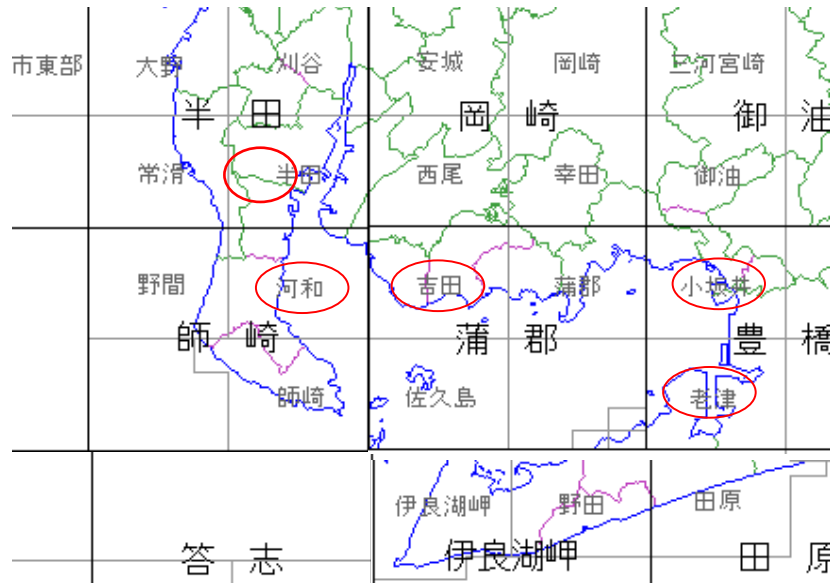 市東部 大野 刈谷 安城 岡崎 三河宮崎
半田 岡崎 御油
常滑 半田 西尾 幸田 御油
野間 河和 吉田 蒲郡 小坂井
師崎 蒲郡 豊橋
師崎 佐久島 老津
伊良湖岬 野田 田原
答志 伊良湖岬 田原